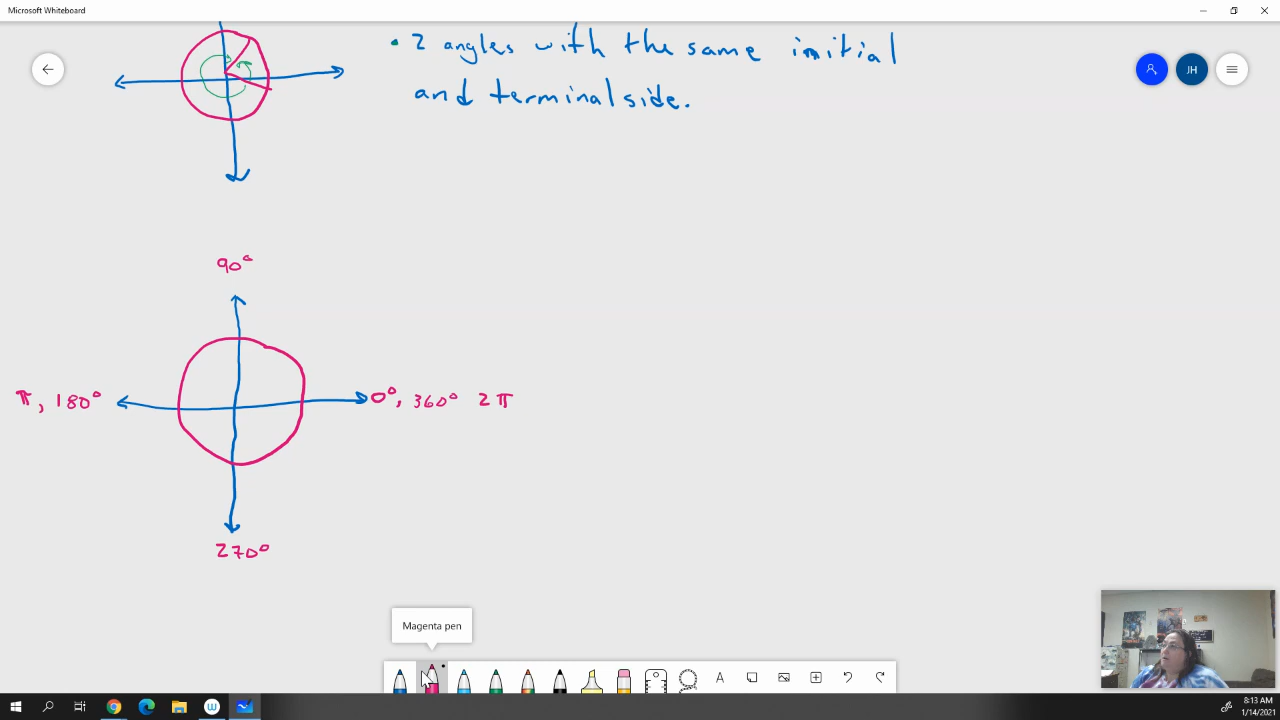 Microsoft Whiteboard
• 2 angles with the same initial
and terminal side.
JH
90°
π, 180°
0°, 360° 2π
270°
Magenta pen
A
8:13 AM
1/14/2021